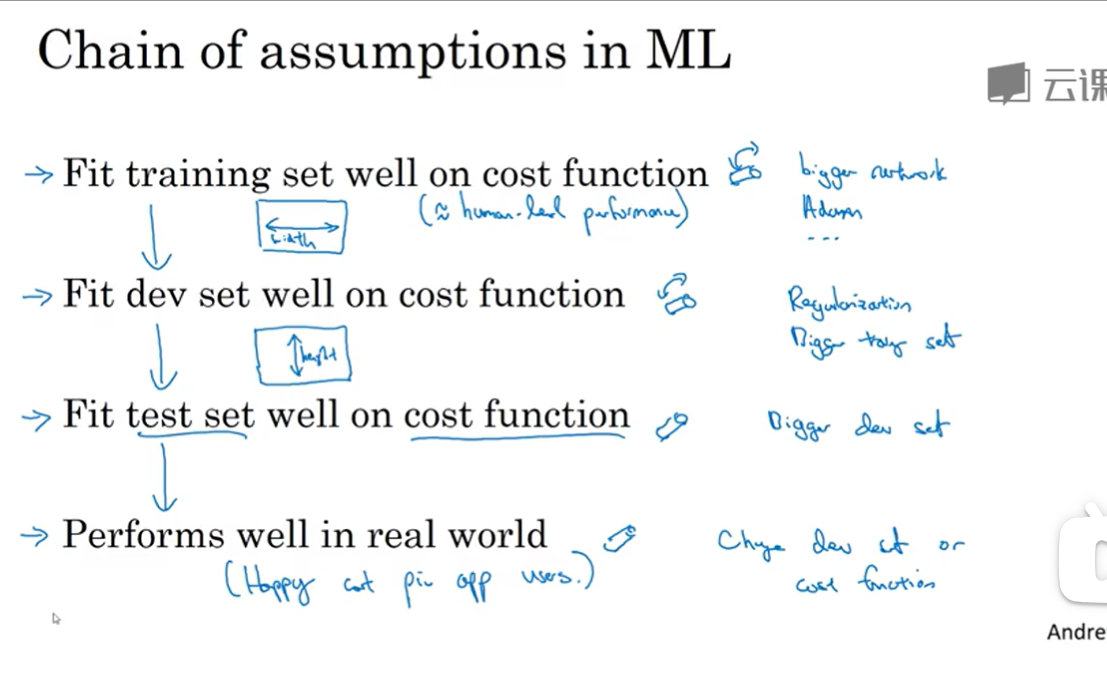 Chain of assumptions in ML
云课
→ Fit training set well on cost function
bigger network
(≈ human-level performance)
Adam
...
width
→ Fit dev set well on cost function
Regularization
Bigger training set
height
→ Fit test set well on cost function
Bigger dev set
→ Performs well in real world
Change dev set or
(Happy cat pic app users.)
cost function
Andre